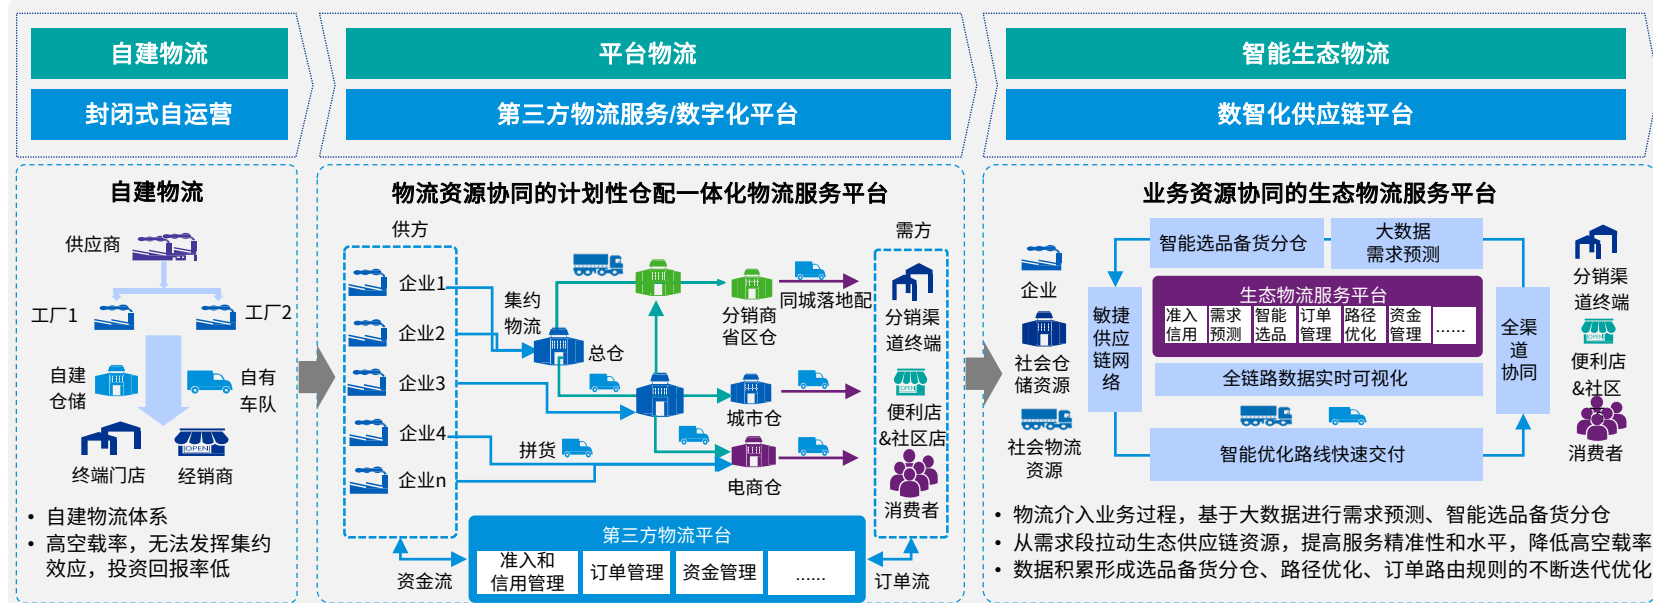 自建物流
封闭式自运营
平台物流
第三方物流服务/数字化平台
智能生态物流
数智化供应链平台
自建物流
供应商
工厂1
工厂2
自建
仓储
自有
车队
终端门店
OPEN
经销商
• 自建物流体系
• 高空载率，无法发挥集约
效应，投资回报率低
物流资源协同的计划性仓配一体化物流服务平台
供方
企业1
企业2
企业3
企业4
企业n
集约
物流
总仓
拼货
分销商
省区仓
城市仓
电商仓
同城落地配
需方
分销渠
道终端
OPEN
便利店
&社区店
消费者
第三方物流平台
准入和
信用管理
订单管理
资金管理
......
资金流
订单流
业务资源协同的生态物流服务平台
企业
社会仓
储资源
社会物流
资源
智能选品备货分仓
大数据
需求预测
敏捷
供应
链网
络
生态物流服务平台
准入
信用
需求
预测
智能
选品
订单
管理
路径
优化
资金
管理
......
全链路数据实时可视化
智能优化路线快速交付
全渠
道
协同
分销渠
道终端
OPEN
便利店
&社区
消费者
• 物流介入业务过程，基于大数据进行需求预测、智能选品备货分仓
• 从需求段拉动生态供应链资源，提高服务精准性和水平，降低高空载率
• 数据积累形成选品备货分仓、路径优化、订单路由规则的不断迭代优化